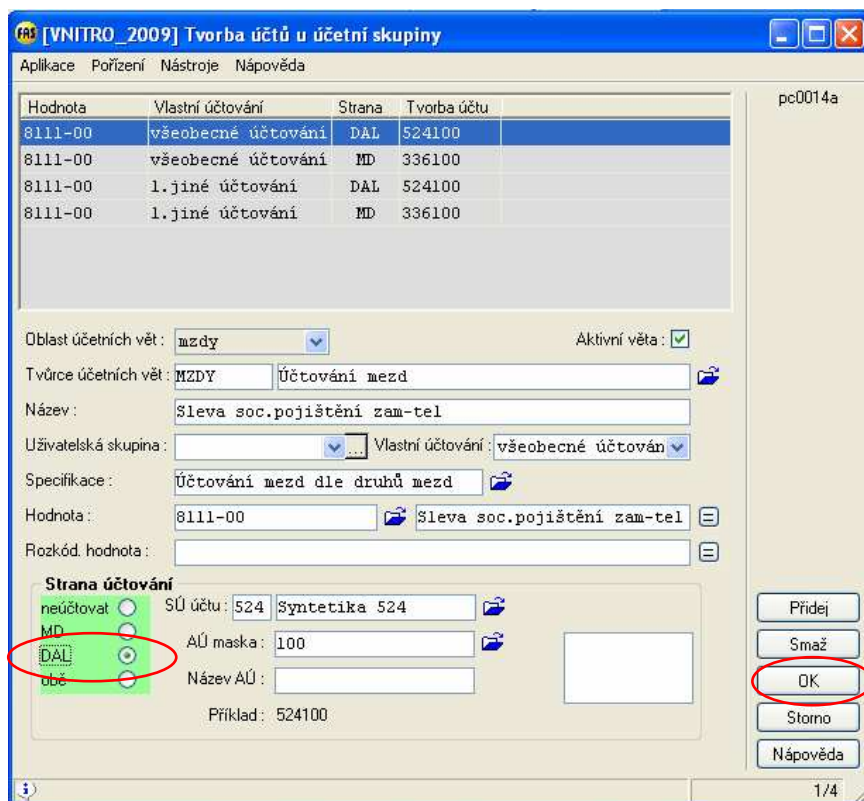 FAS [VNITRO_2009] Tvorba účtů u účetní skupiny
Aplikace Pořízení Nástroje Nápověda
pc0014a
Hodnota Vlastní účtování Strana Tvorba účtu
8111-00 všeobecné účtování DAL 524100
8111-00 všeobecné účtování MD 336100
8111-00 1.jiné účtování DAL 524100
8111-00 1.jiné účtování MD 336100
Oblast účetních vět : mzdy Aktivní věta :
Tvůrce účetních vět : MZDY Účtování mezd
Název : Sleva soc.pojištění zam-tel
Uživatelská skupina : ... Vlastní účtování : všeobecné účtován
Specifikace : Účtování mezd dle druhů mezd
Hodnota : 8111-00 Sleva soc.pojištění zam-tel
Rozkód. hodnota :
Strana účtování
neúčtovat SÚ účtu : 524 Syntetika 524
MD AÚ maska : 100
DAL
obě Název AÚ :
Příklad : 524100
Přidej
Smaž
OK
Storno
Nápověda
1/4